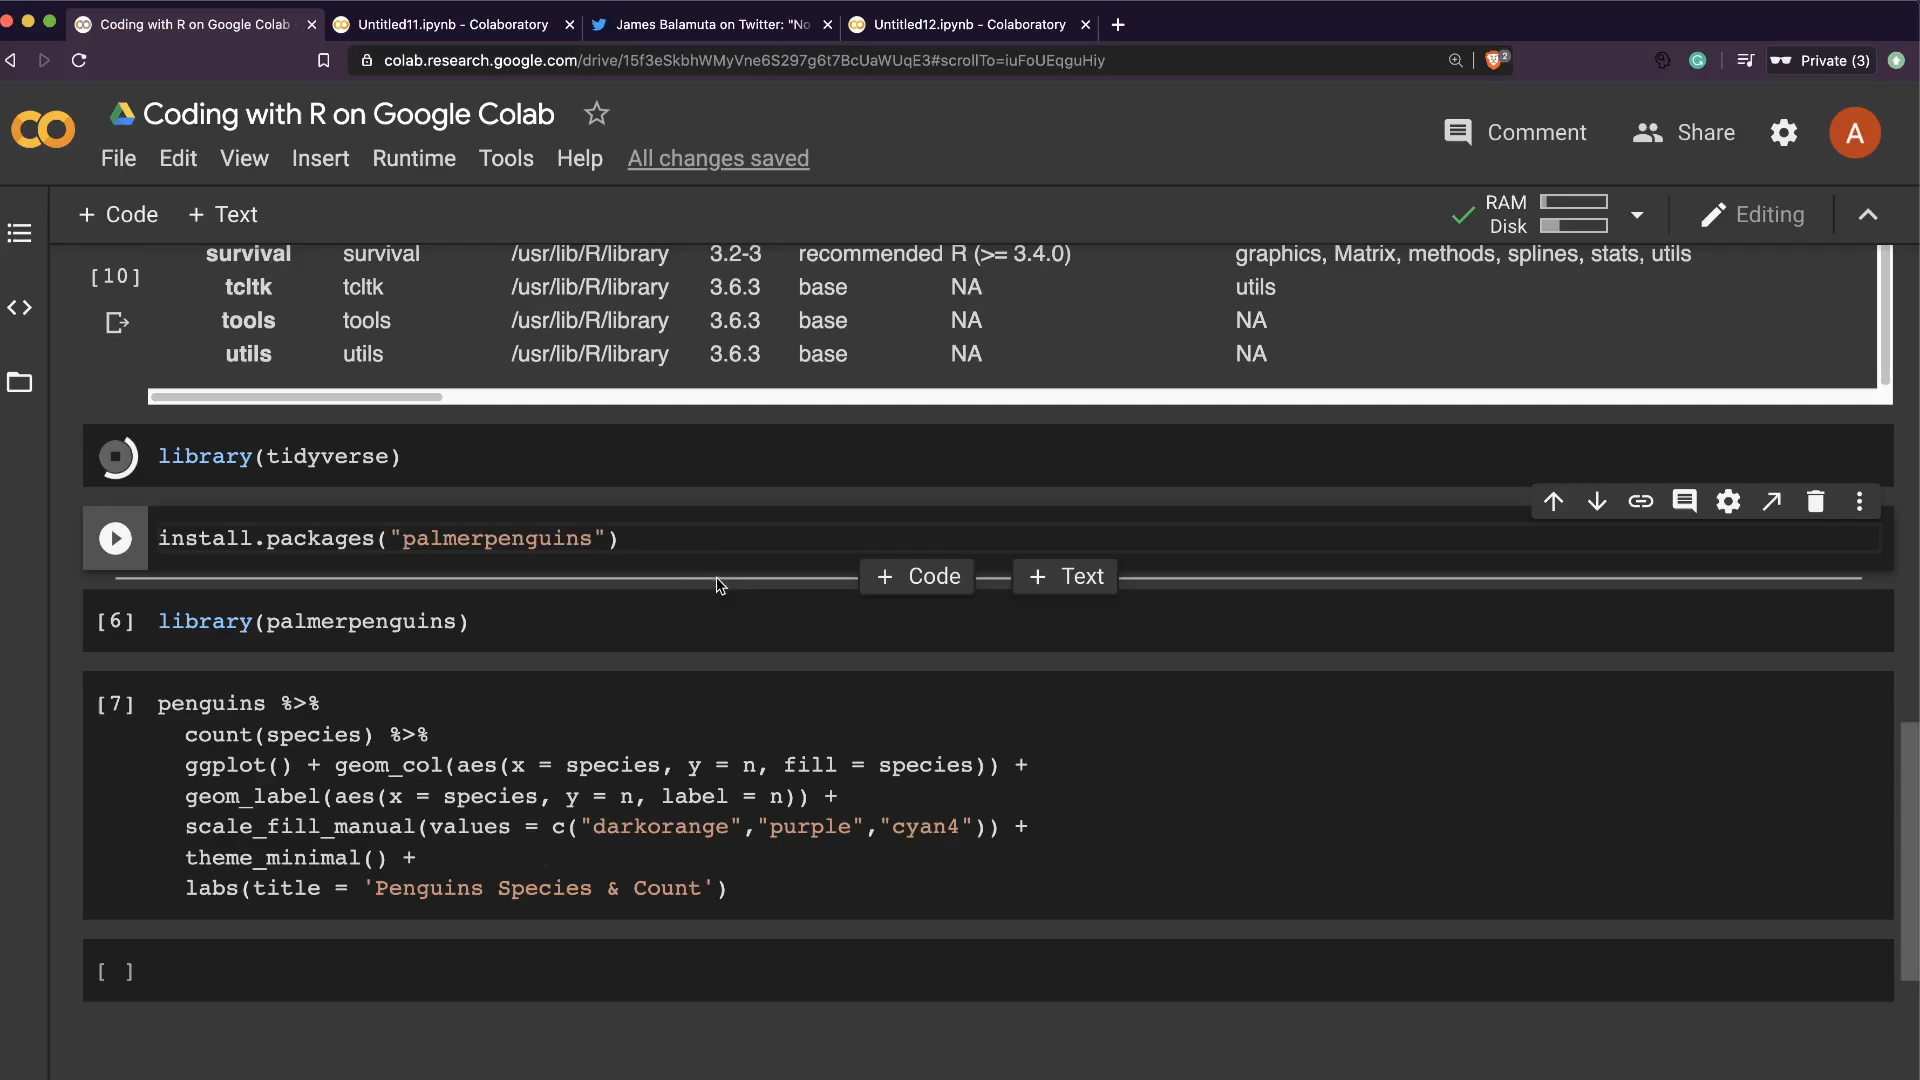 Coding with R on Google Colab
Untitled11.ipynb - Colaboratory
James Balamuta on Twitter: "No
Untitled12.ipynb - Colaboratory
colab.research.google.com/drive/15f3eSkbhWMyVne6S297g6t7BcUaWUqE3#scrollTo=iuFoUEqguHiy
2
Private (3)
Coding with R on Google Colab
Comment
Share
A
File Edit View Insert Runtime Tools Help All changes saved
+ Code + Text
RAM
Disk
Editing
survival survival /usr/lib/R/library 3.2-3 recommended R (>= 3.4.0) graphics, Matrix, methods, splines, stats, utils
[10]
tcltk tcltk /usr/lib/R/library 3.6.3 base NA utils
tools tools /usr/lib/R/library 3.6.3 base NA NA
utils utils /usr/lib/R/library 3.6.3 base NA NA
library(tidyverse)
install.packages("palmerpenguins")
+ Code + Text
[6] library(palmerpenguins)
[7] penguins %>%
count(species) %>%
ggplot() + geom_col(aes(x = species, y = n, fill = species)) +
geom_label(aes(x = species, y = n, label = n)) +
scale_fill_manual(values = c("darkorange","purple","cyan4")) +
theme_minimal() +
labs(title = 'Penguins Species & Count')
[ ]